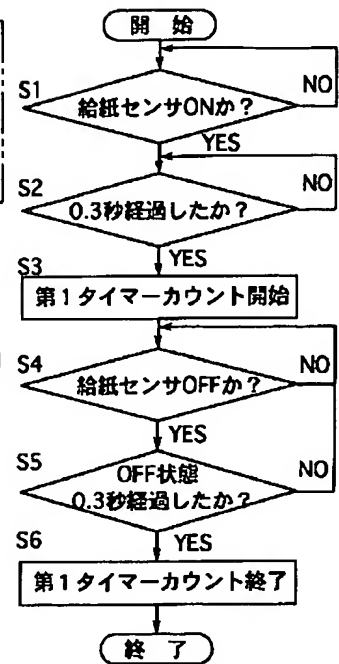 開 始
S1
給紙センサONか？
NO
YES
S2
0.3秒経過したか？
NO
YES
S3
第1タイマーカウント開始
S4
給紙センサOFFか？
NO
YES
S5
OFF状態
0.3秒経過したか？
NO
YES
S6
第1タイマーカウント終了
終 了